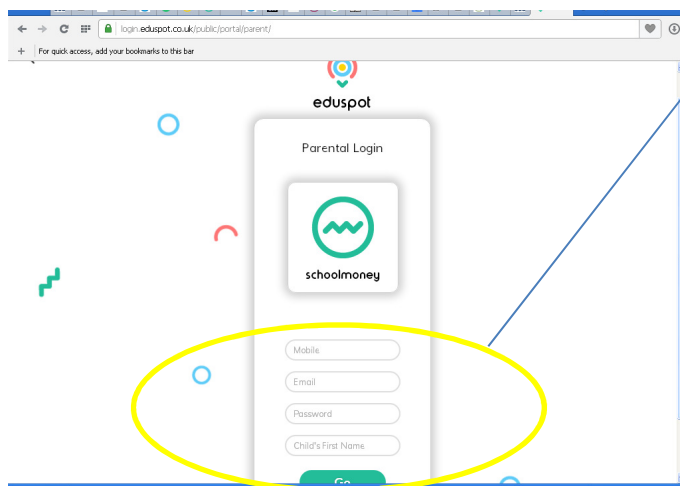 login.eduspot.co.uk/public/portal/parent/
For quick access, add your bookmarks to this bar
eduspot
Parental Login
schoolmoney
Mobile
Email
Password
Child's First Name
Go